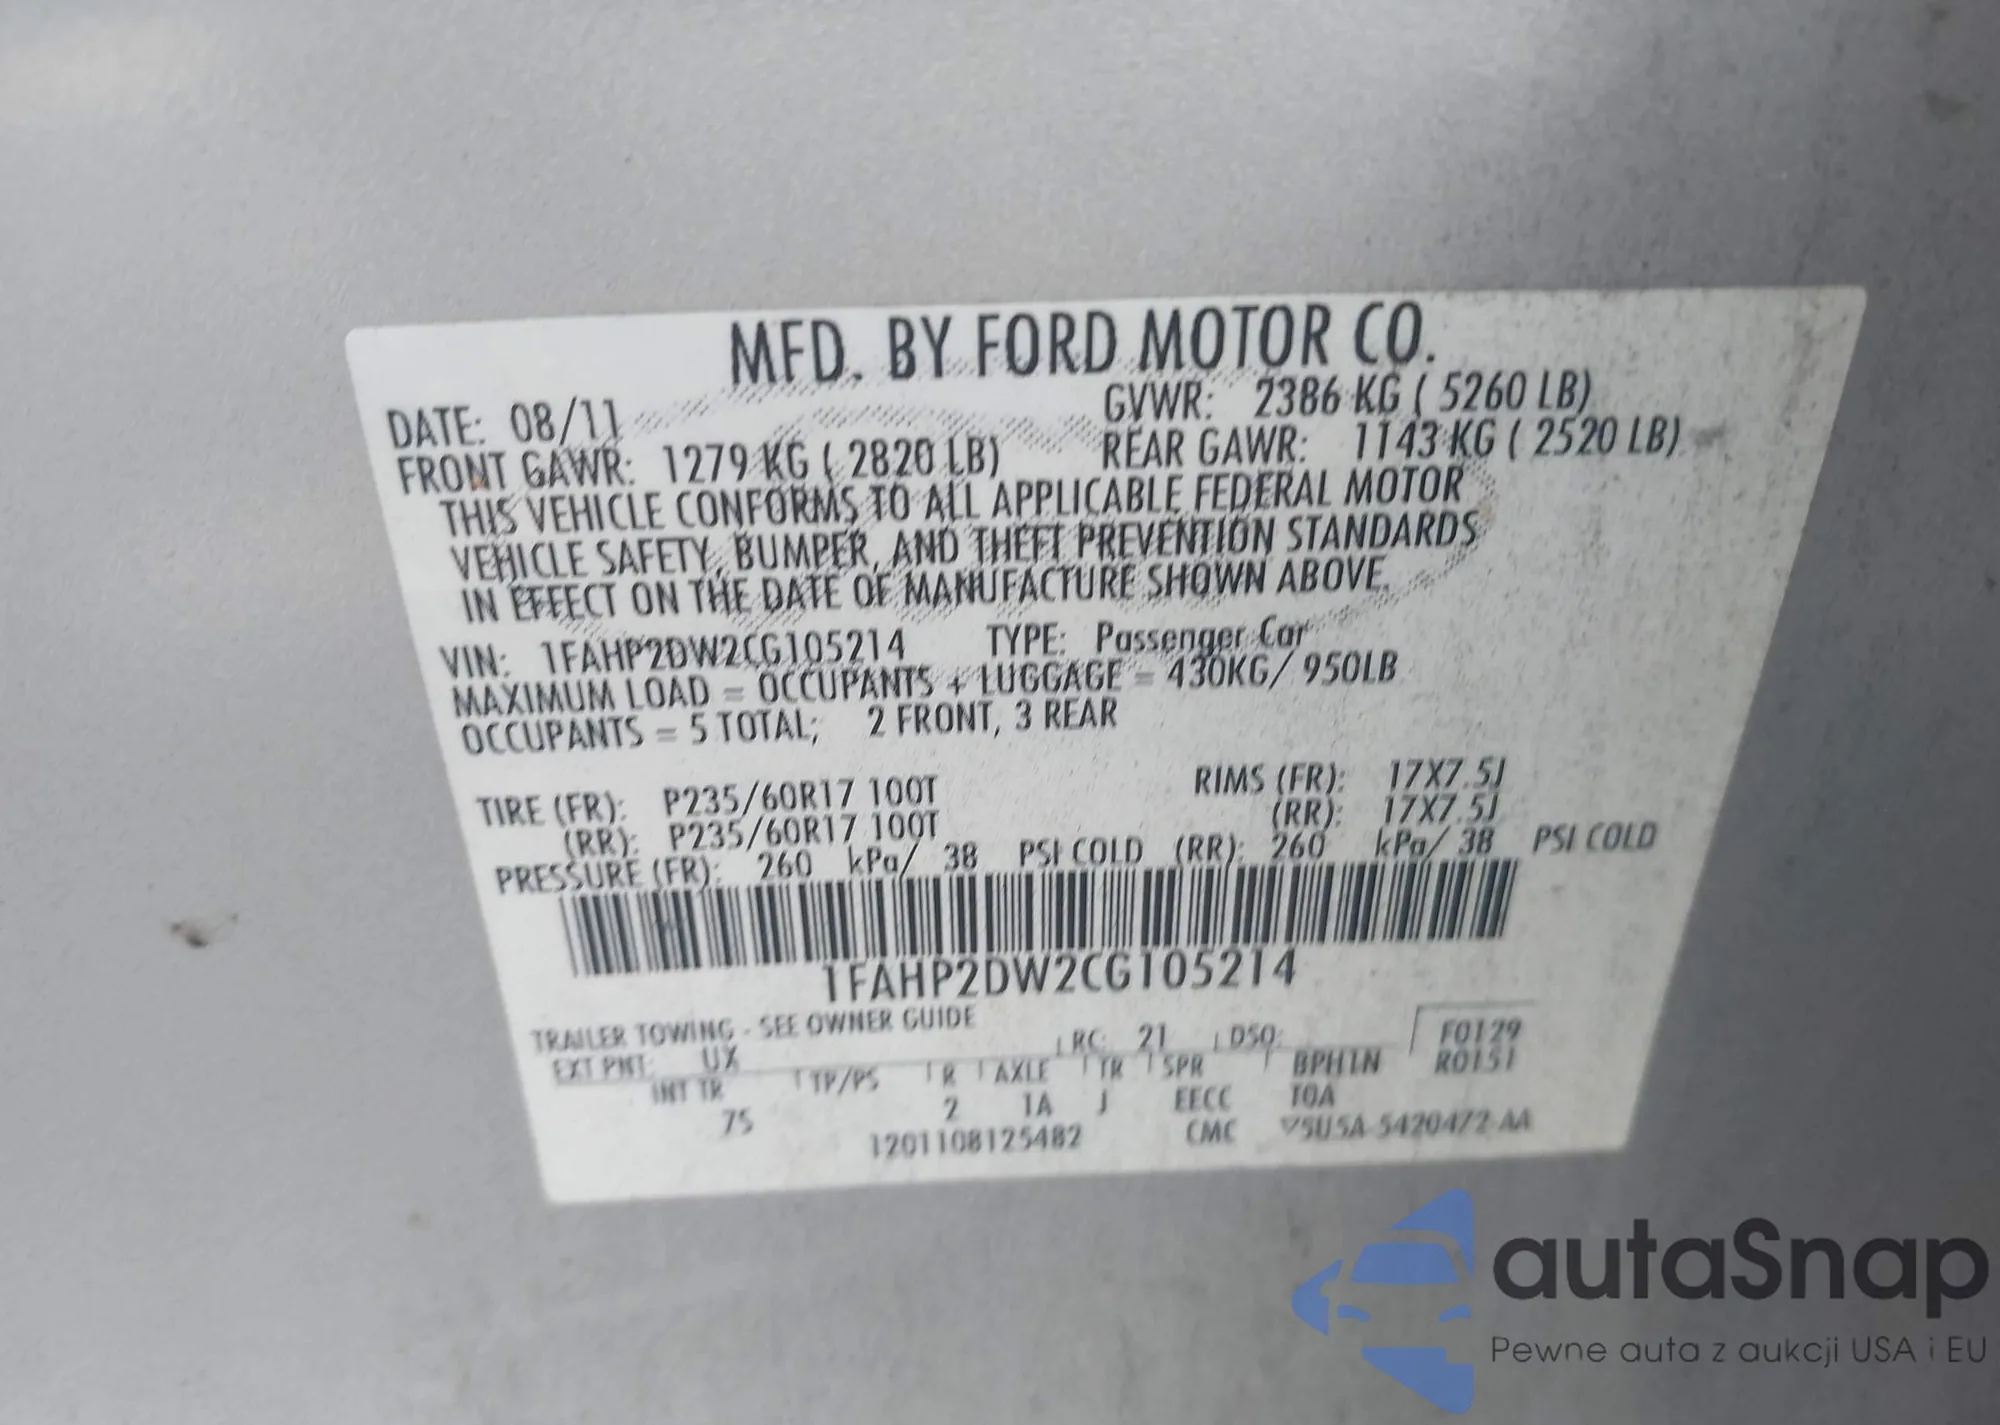 MFD. BY FORD MOTOR CO.
DATE: 08/11 GVWR: 2386 KG ( 5260 LB)
FRONT GAWR: 1279 KG ( 2820 LB) REAR GAWR: 1143 KG ( 2520 LB)
THIS VEHICLE CONFORMS TO ALL APPLICABLE FEDERAL MOTOR
VEHICLE SAFETY, BUMPER, AND THEFT PREVENTION STANDARDS
IN EFFECT ON THE DATE OF MANUFACTURE SHOWN ABOVE.
VIN: 1FAHP2DW2CG105214 TYPE: Passenger Car
MAXIMUM LOAD = OCCUPANTS + LUGGAGE = 430KG/ 950LB
OCCUPANTS = 5 TOTAL; 2 FRONT, 3 REAR
TIRE (FR): P235/60R17 100T RIMS (FR): 17X7.5J
(RR): P235/60R17 100T (RR): 17X7.5J
PRESSURE (FR): 260 kPa/ 38 PSI COLD (RR): 260 kPa/ 38 PSI COLD
1FAHP2DW2CG105214
TRAILER TOWING - SEE OWNER GUIDE
EXT PNT: UX RC: 21 DSO: F0129
INT TR TP/PS R AXLE TR SPR BPH1N R0151
75 2 1A J EECC TOA
1201108125482 CMC 5U5A-5420472-AA
autaSnap
Pewne auta z aukcji USA i EU